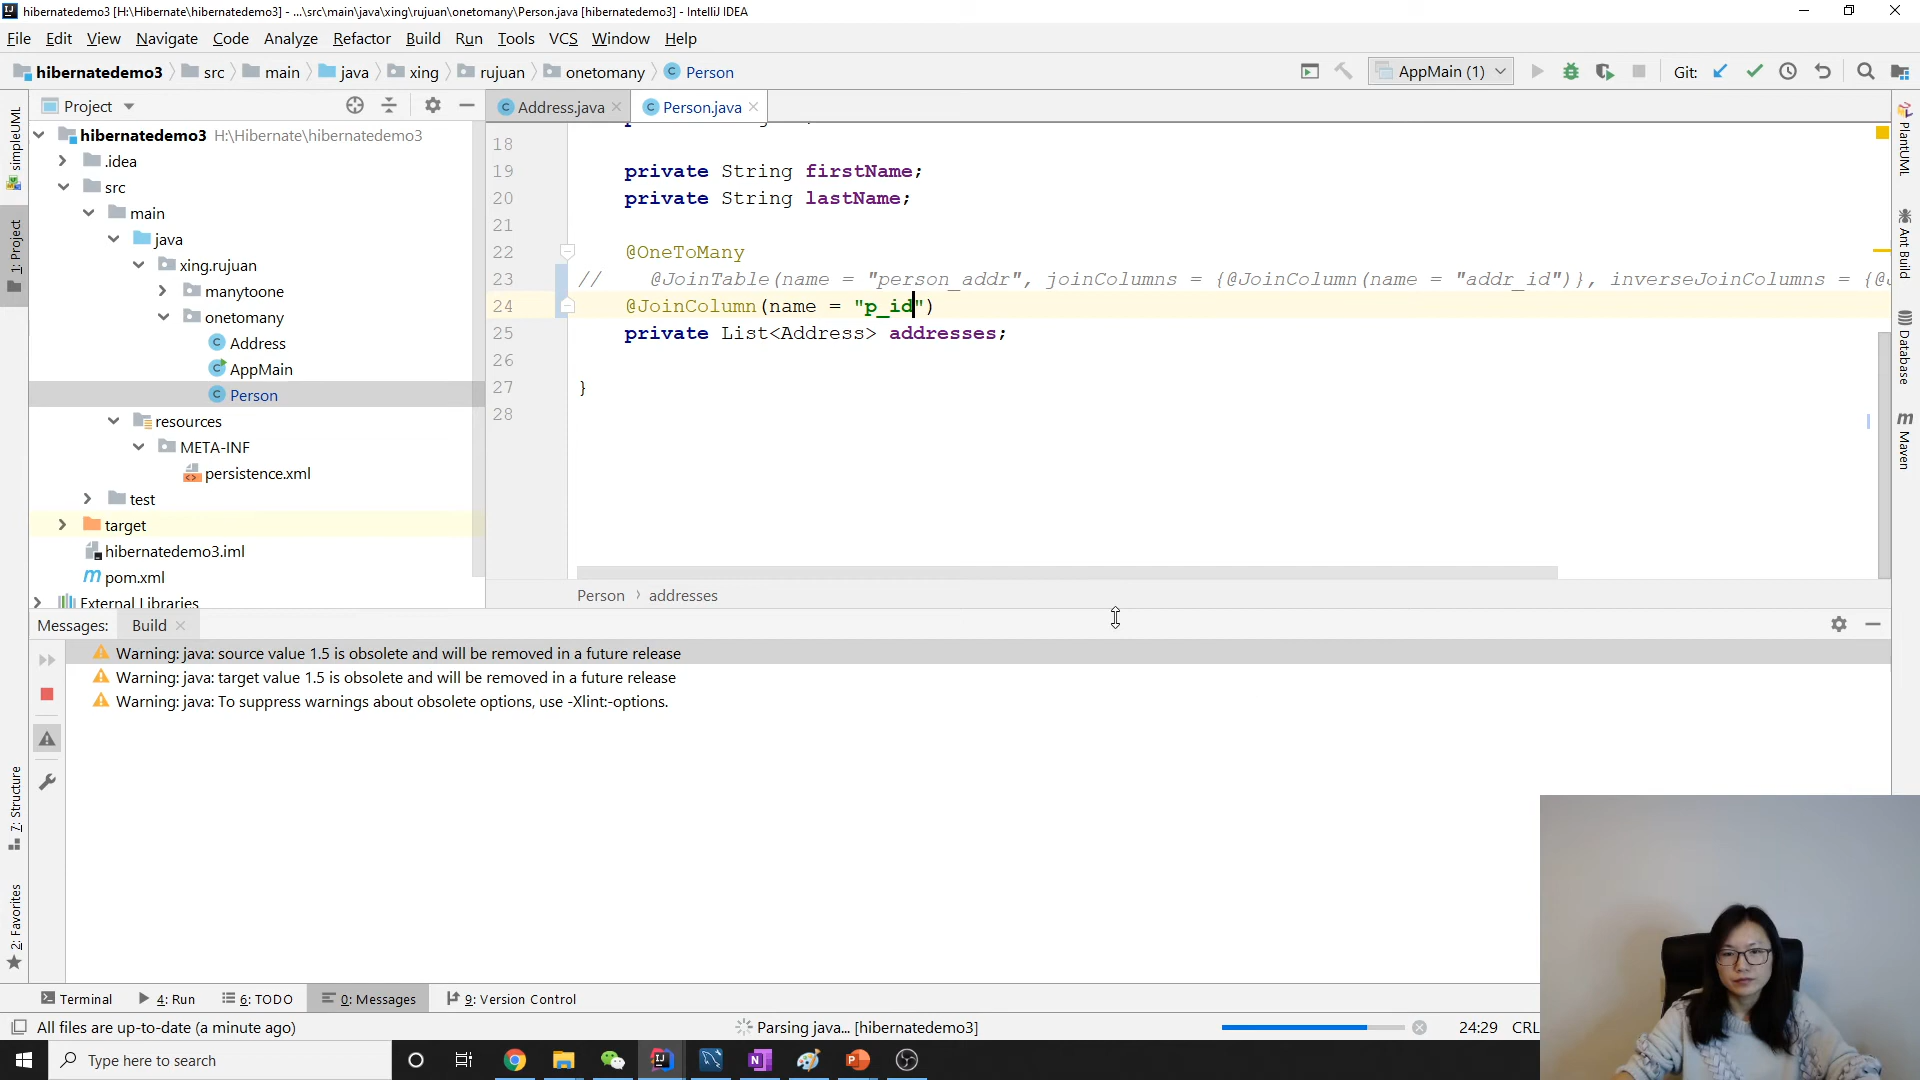 hibernatedemo3 [H:\Hibernate\hibernatedemo3] - ...\src\main\java\xing\rujuan\onetomany\Person.java [hibernatedemo3] - IntelliJ IDEA
File Edit View Navigate Code Analyze Refactor Build Run Tools VCS Window Help
hibernatedemo3 src main java xing rujuan onetomany Person AppMain (1) Git:
Project Address.java Person.java
hibernatedemo3 H:\Hibernate\hibernatedemo3
.idea
src
main
java
xing.rujuan
manytoone
onetomany
Address
AppMain
Person
resources
META-INF
persistence.xml
test
target
hibernatedemo3.iml
pom.xml
External Libraries
18
19 private String firstName;
20 private String lastName;
21
22 @OneToMany
23 // @JoinTable(name = "person_addr", joinColumns = {@JoinColumn(name = "addr_id")}, inverseJoinColumns = {@J
24 @JoinColumn(name = "p_id")
25 private List<Address> addresses;
26
27 }
28
Person › addresses
Messages: Build
Warning: java: source value 1.5 is obsolete and will be removed in a future release
Warning: java: target value 1.5 is obsolete and will be removed in a future release
Warning: java: To suppress warnings about obsolete options, use -Xlint:-options.
simpleUML
1: Project
7: Structure
2: Favorites
PlantUML
Ant Build
Database
m Maven
Terminal 4: Run 6: TODO 0: Messages 9: Version Control
All files are up-to-date (a minute ago) Parsing java... [hibernatedemo3] 24:29 CRL
Type here to search